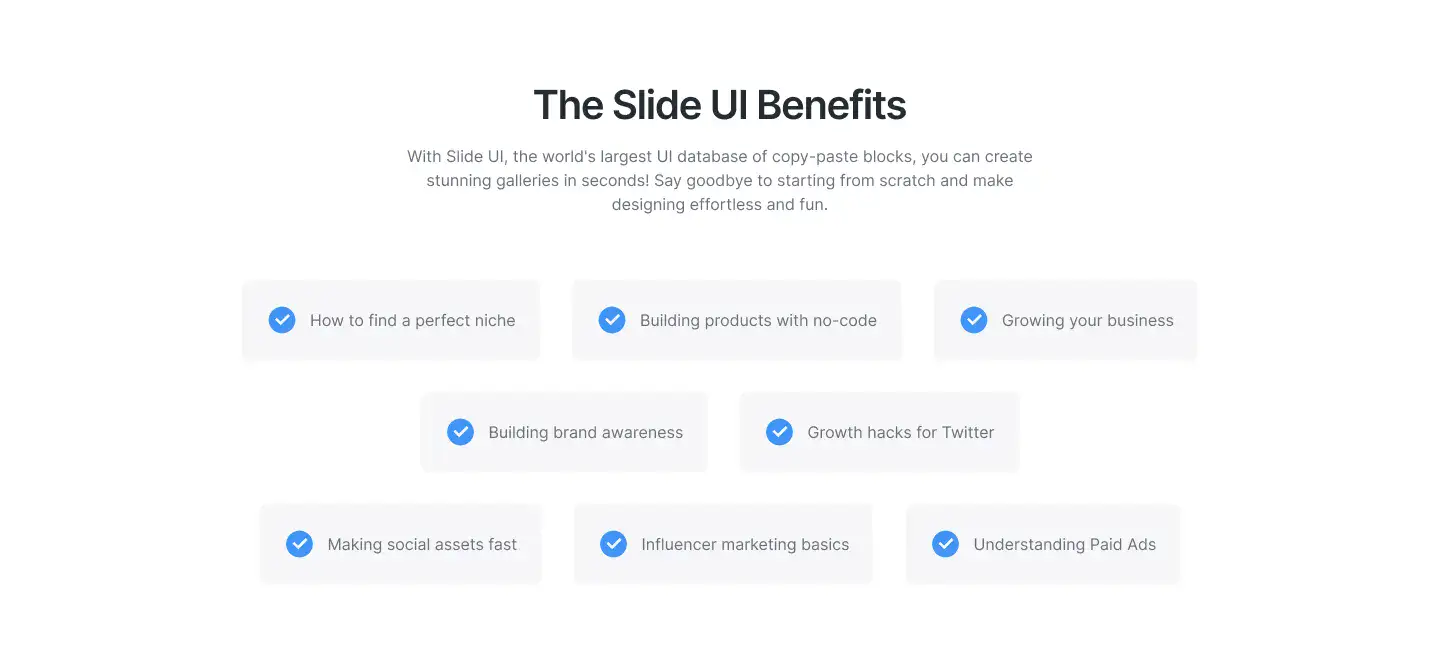 The Slide UI Benefits
With Slide UI, the world's largest UI database of copy-paste blocks, you can create
stunning galleries in seconds! Say goodbye to starting from scratch and make
designing effortless and fun.
How to find a perfect niche
Building products with no-code
Growing your business
Building brand awareness
Growth hacks for Twitter
Making social assets fast
Influencer marketing basics
Understanding Paid Ads